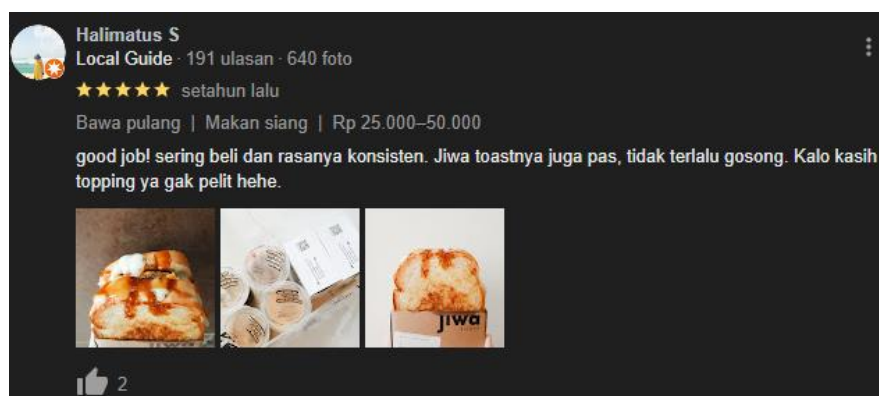 Halimatus S
Local Guide · 191 ulasan · 640 foto
setahun lalu
Bawa pulang | Makan siang | Rp 25.000–50.000
good job! sering beli dan rasanya konsisten. Jiwa toastnya juga pas, tidak terlalu gosong. Kalo kasih
topping ya gak pelit hehe.
jiwa
2